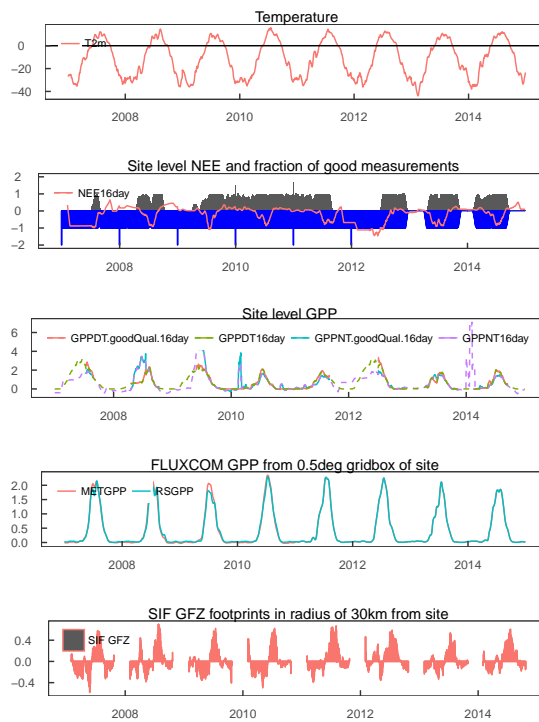 Temperature
0
−20
−40
T2m
2008 2010 2012 2014
Site level NEE and fraction of good measurements
2
1
0
−1
−2
NEE16day
2008 2010 2012 2014
Site level GPP
6
4
2
0
GPPDT.goodQual.16day GPPDT16day GPPNT.goodQual.16day GPPNT16day
2008 2010 2012 2014
FLUXCOM GPP from 0.5deg gridbox of site
2.0
1.5
1.0
0.5
0.0
METGPP RSGPP
2008 2010 2012 2014
SIF GFZ footprints in radius of 30km from site
0.4
0.0
−0.4
SIF GFZ
2008 2010 2012 2014